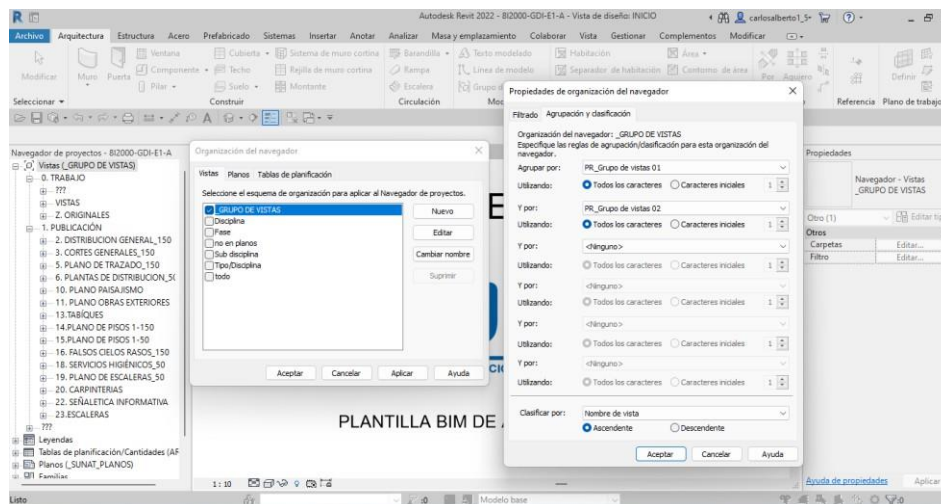 Autodesk Revit 2022 - 8I2000-GDI-E1-A - Vista de diseño: INICIO
carlosalberto1_5
Archivo Arquitectura Estructura Acero Prefabricado Sistemas Insertar Anotar Analizar Masa y emplazamiento Colaborar Vista Gestionar Complementos Modificar
Modificar
Muro
Puerta
Ventana
Componente
Pilar
Cubierta
Techo
Suelo
Sistema de muro cortina
Rejilla de muro cortina
Montante
Barandilla
Rampa
Escalera
Texto modelado
Línea de modelo
Grupo
Habitación
Separador de habitación
Área
Contorno de área
Por
Agujero
Definir
Seleccionar
Construir
Circulación
Referencia
Plano de trabajo
Navegador de proyectos - 8I2000-GDI-E1-A
Vistas (_GRUPO DE VISTAS)
0. TRABAJO
???
VISTAS
Z. ORIGINALES
1. PUBLICACIÓN
2. DISTRIBUCION GENERAL_150
3. CORTES GENERALES_150
5. PLANO DE TRAZADO_150
6. PLANTAS DE DISTRIBUCION_5(
10. PLANO PAISAJISMO
11. PLANO OBRAS EXTERIORES
13.TABÍQUES
14.PLANO DE PISOS 1-150
15.PLANO DE PISOS 1-50
16. FALSOS CIELOS RASOS_150
18. SERVICIOS HIGIÉNICOS_50
19. PLANO DE ESCALERAS_50
20. CARPINTERIAS
22. SEÑALETICA INFORMATIVA
23.ESCALERAS
???
Leyendas
Tablas de planificación/Cantidades (AF
Planos (_SUNAT_PLANOS)
Familias
Organización del navegador
Vistas Planos Tablas de planificación
Seleccione el esquema de organización para aplicar al Navegador de proyectos.
_GRUPO DE VISTAS
Disciplina
Fase
no en planos
Sub disciplina
Tipo/Disciplina
todo
Nuevo
Editar
Cambiar nombre
Suprimir
Aceptar Cancelar Aplicar Ayuda
PLANTILLA BIM DE
Propiedades de organización del navegador
Filtrado Agrupación y clasificación
Organización del navegador: _GRUPO DE VISTAS
Especifique las reglas de agrupación/clasificación para esta organización del
navegador.
Agrupar por: PR_Grupo de vistas 01
Utilizando: Todos los caracteres Caracteres iniciales 1
Y por: PR_Grupo de vistas 02
Utilizando: Todos los caracteres Caracteres iniciales 1
Y por: <Ninguno>
Utilizando: Todos los caracteres Caracteres iniciales 1
Y por: <Ninguno>
Utilizando: Todos los caracteres Caracteres iniciales 1
Y por: <Ninguno>
Utilizando: Todos los caracteres Caracteres iniciales 1
Y por: <Ninguno>
Utilizando: Todos los caracteres Caracteres iniciales 1
Clasificar por: Nombre de vista
Ascendente Descendente
Aceptar Cancelar Ayuda
Propiedades
Navegador - Vistas
_GRUPO DE VISTAS
Otro (1) Editar ti
Otros
Carpetas Editar...
Filtro Editar...
Ayuda de propiedades Aplicar
1 : 10
Listo
:0
Modelo base